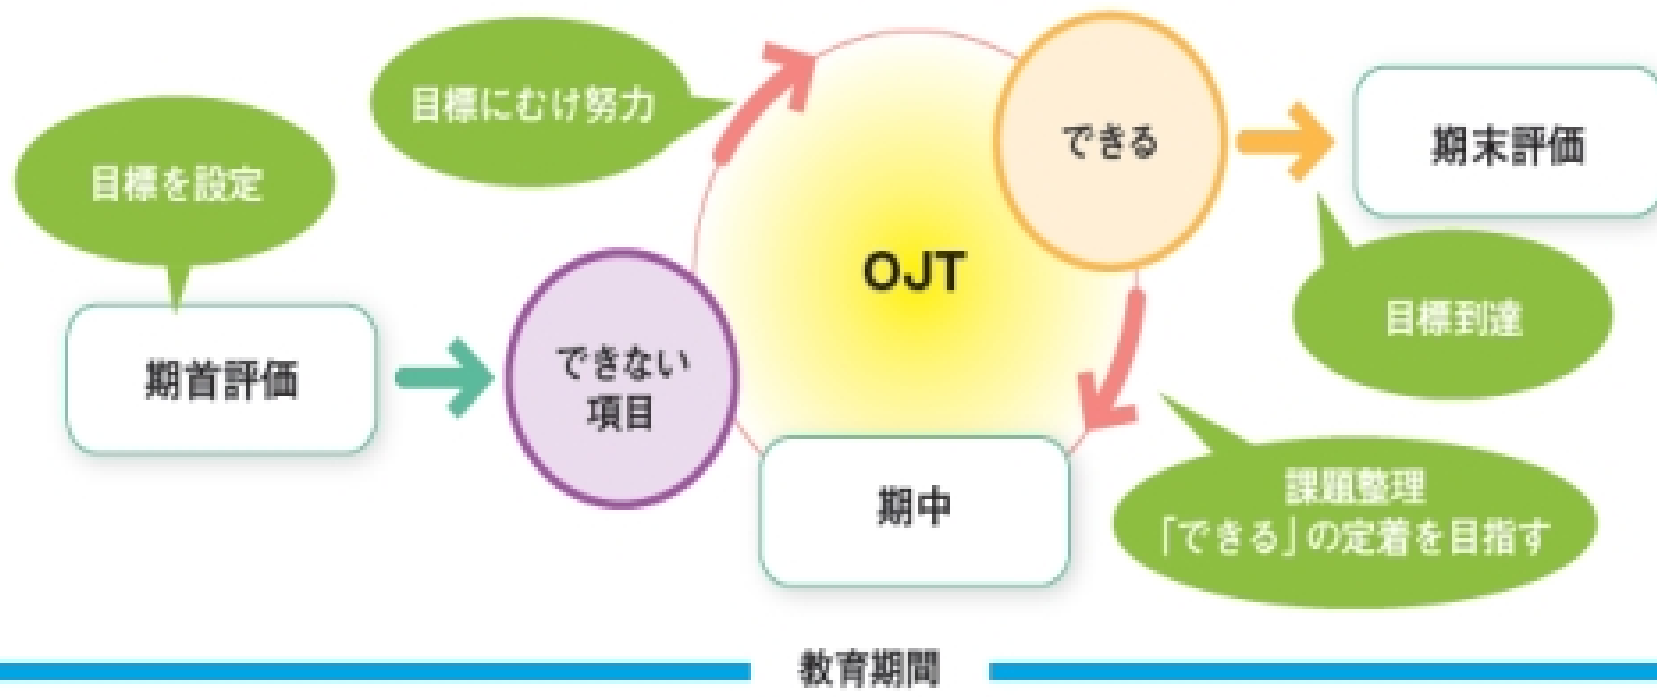 目標を設定
期首評価
できない
項目
目標にむけ努力
OJT
できる
期末評価
目標到達
期中
課題整理
「できる」の定着を目指す
教育期間